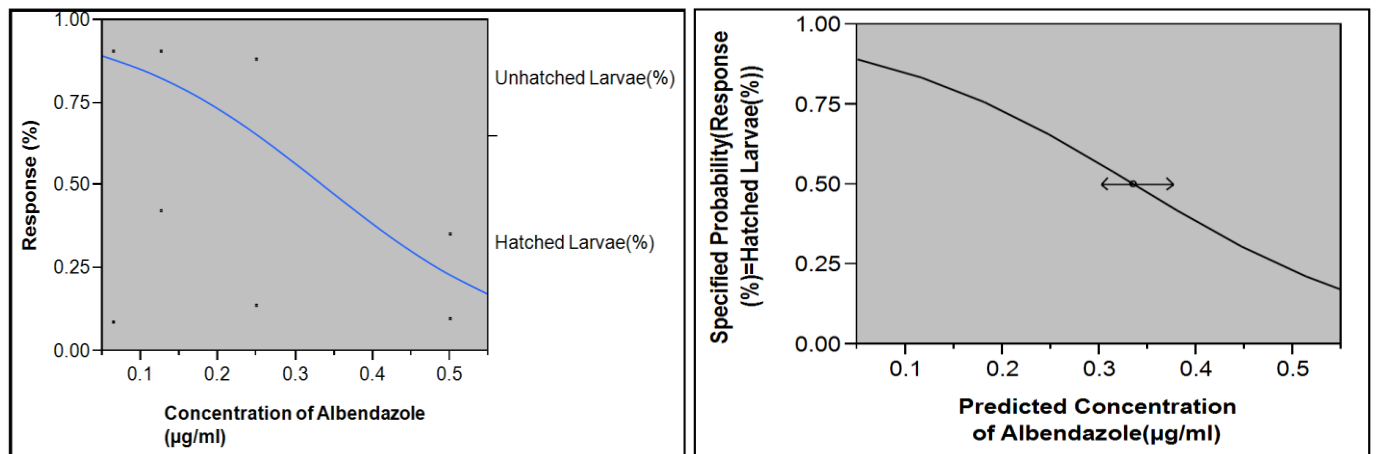 1.00
0.75
0.50
0.25
0.00
Response (%)
0.1 0.2 0.3 0.4 0.5
Concentration of Albendazole
(µg/ml)
Unhatched Larvae(%)
Hatched Larvae(%)
Specified Probability(Response
(%)=Hatched Larvae(%))
1.00
0.75
0.50
0.25
0.00
0.1 0.2 0.3 0.4 0.5
Predicted Concentration
of Albendazole(µg/ml)